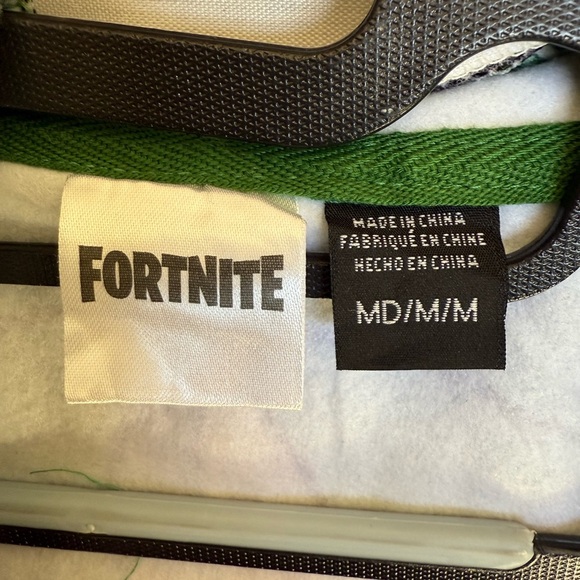 FORTNITE
MADE IN CHINA
FABRIQUÉ EN CHINE
HECHO EN CHINA
MD/M/M